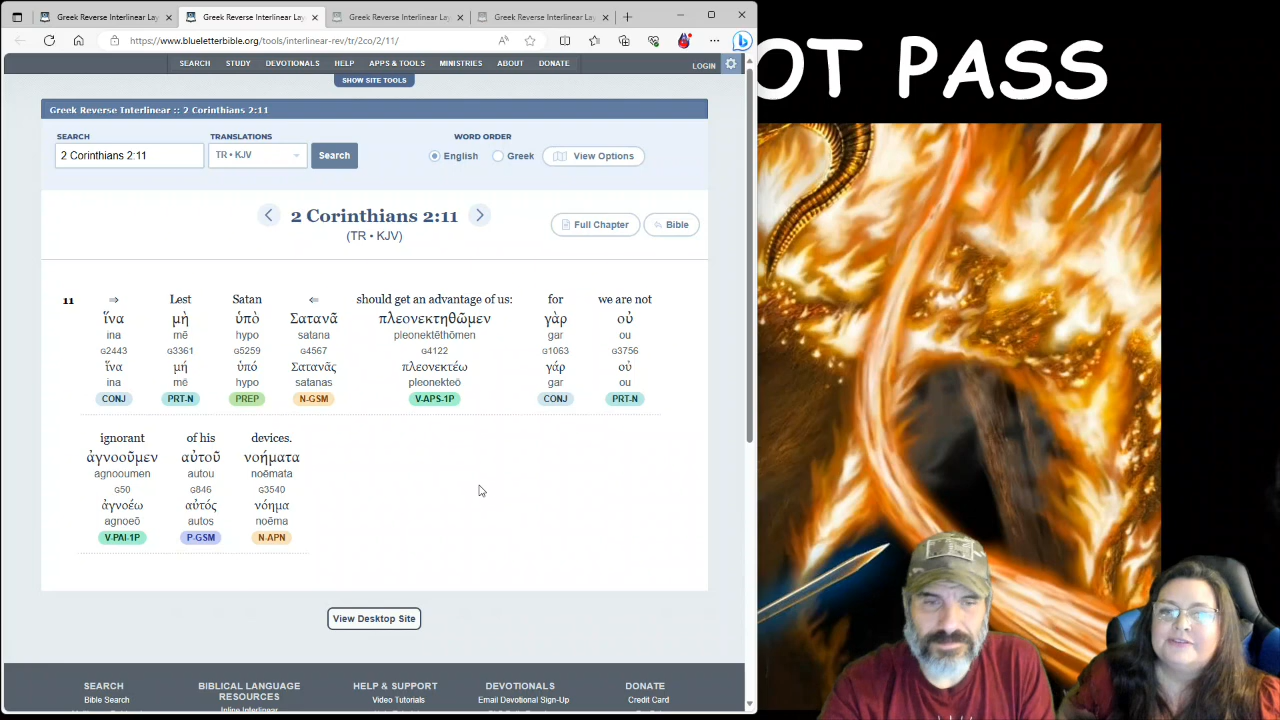 Greek Reverse Interlinear Lay
Greek Reverse Interlinear Lay
Greek Reverse Interlinear Lay
Greek Reverse Interlinear Lay
https://www.blueletterbible.org/tools/interlinear-rev/tr/2co/2/11/
SEARCH STUDY DEVOTIONALS HELP APPS & TOOLS MINISTRIES ABOUT DONATE LOGIN
SHOW SITE TOOLS
OT PASS
Greek Reverse Interlinear :: 2 Corinthians 2:11
SEARCH TRANSLATIONS WORD ORDER
2 Corinthians 2:11 TR • KJV Search English Greek View Options
2 Corinthians 2:11
(TR • KJV)
Full Chapter Bible
11 ⇒ Lest Satan ⇐ should get an advantage of us: for we are not
ἵνα μὴ ὑπὸ Σατανᾶ πλεονεκτηθῶμεν γὰρ οὐ
ina mē hypo satana pleonektēthōmen gar ou
G2443 G3361 G5259 G4567 G4122 G1063 G3756
ἵνα μή ὑπό Σατανᾶς πλεονεκτέω γάρ οὐ
ina mē hypo satanas pleonekteō gar ou
CONJ PRT-N PREP N-GSM V-APS-1P CONJ PRT-N
ignorant of his devices.
ἀγνοοῦμεν αὐτοῦ νοήματα
agnooumen autou noēmata
G50 G846 G3540
ἀγνοέω αὐτός νόημα
agnoeō autos noēma
V-PAI-1P P-GSM N-APN
View Desktop Site
SEARCH BIBLICAL LANGUAGE RESOURCES HELP & SUPPORT DEVOTIONALS DONATE
Bible Search Inline Interlinear Video Tutorials Email Devotional Sign-Up Credit Card